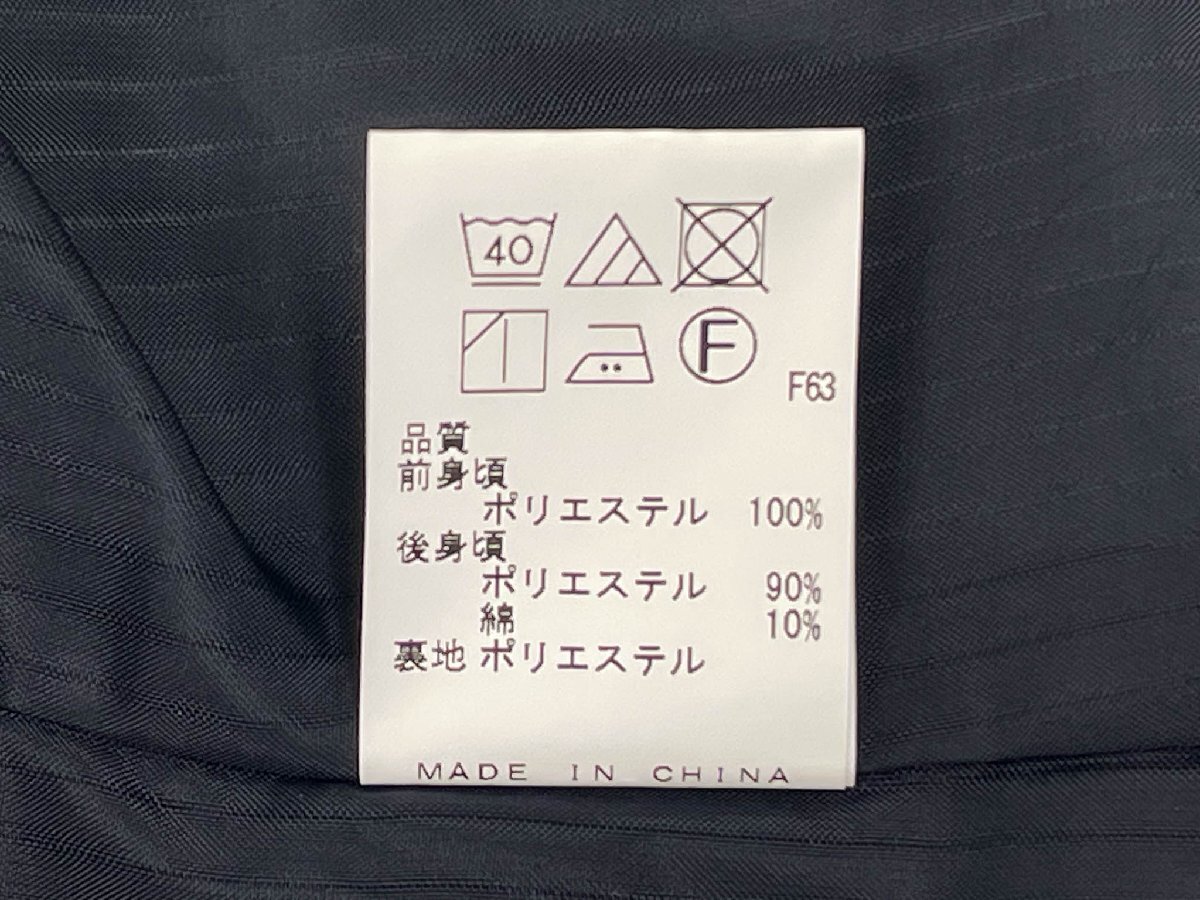 40
F
F63
品質
前身頃
ポリエステル 100%
後身頃
ポリエステル 90%
綿 10%
裏地 ポリエステル
MADE IN CHINA